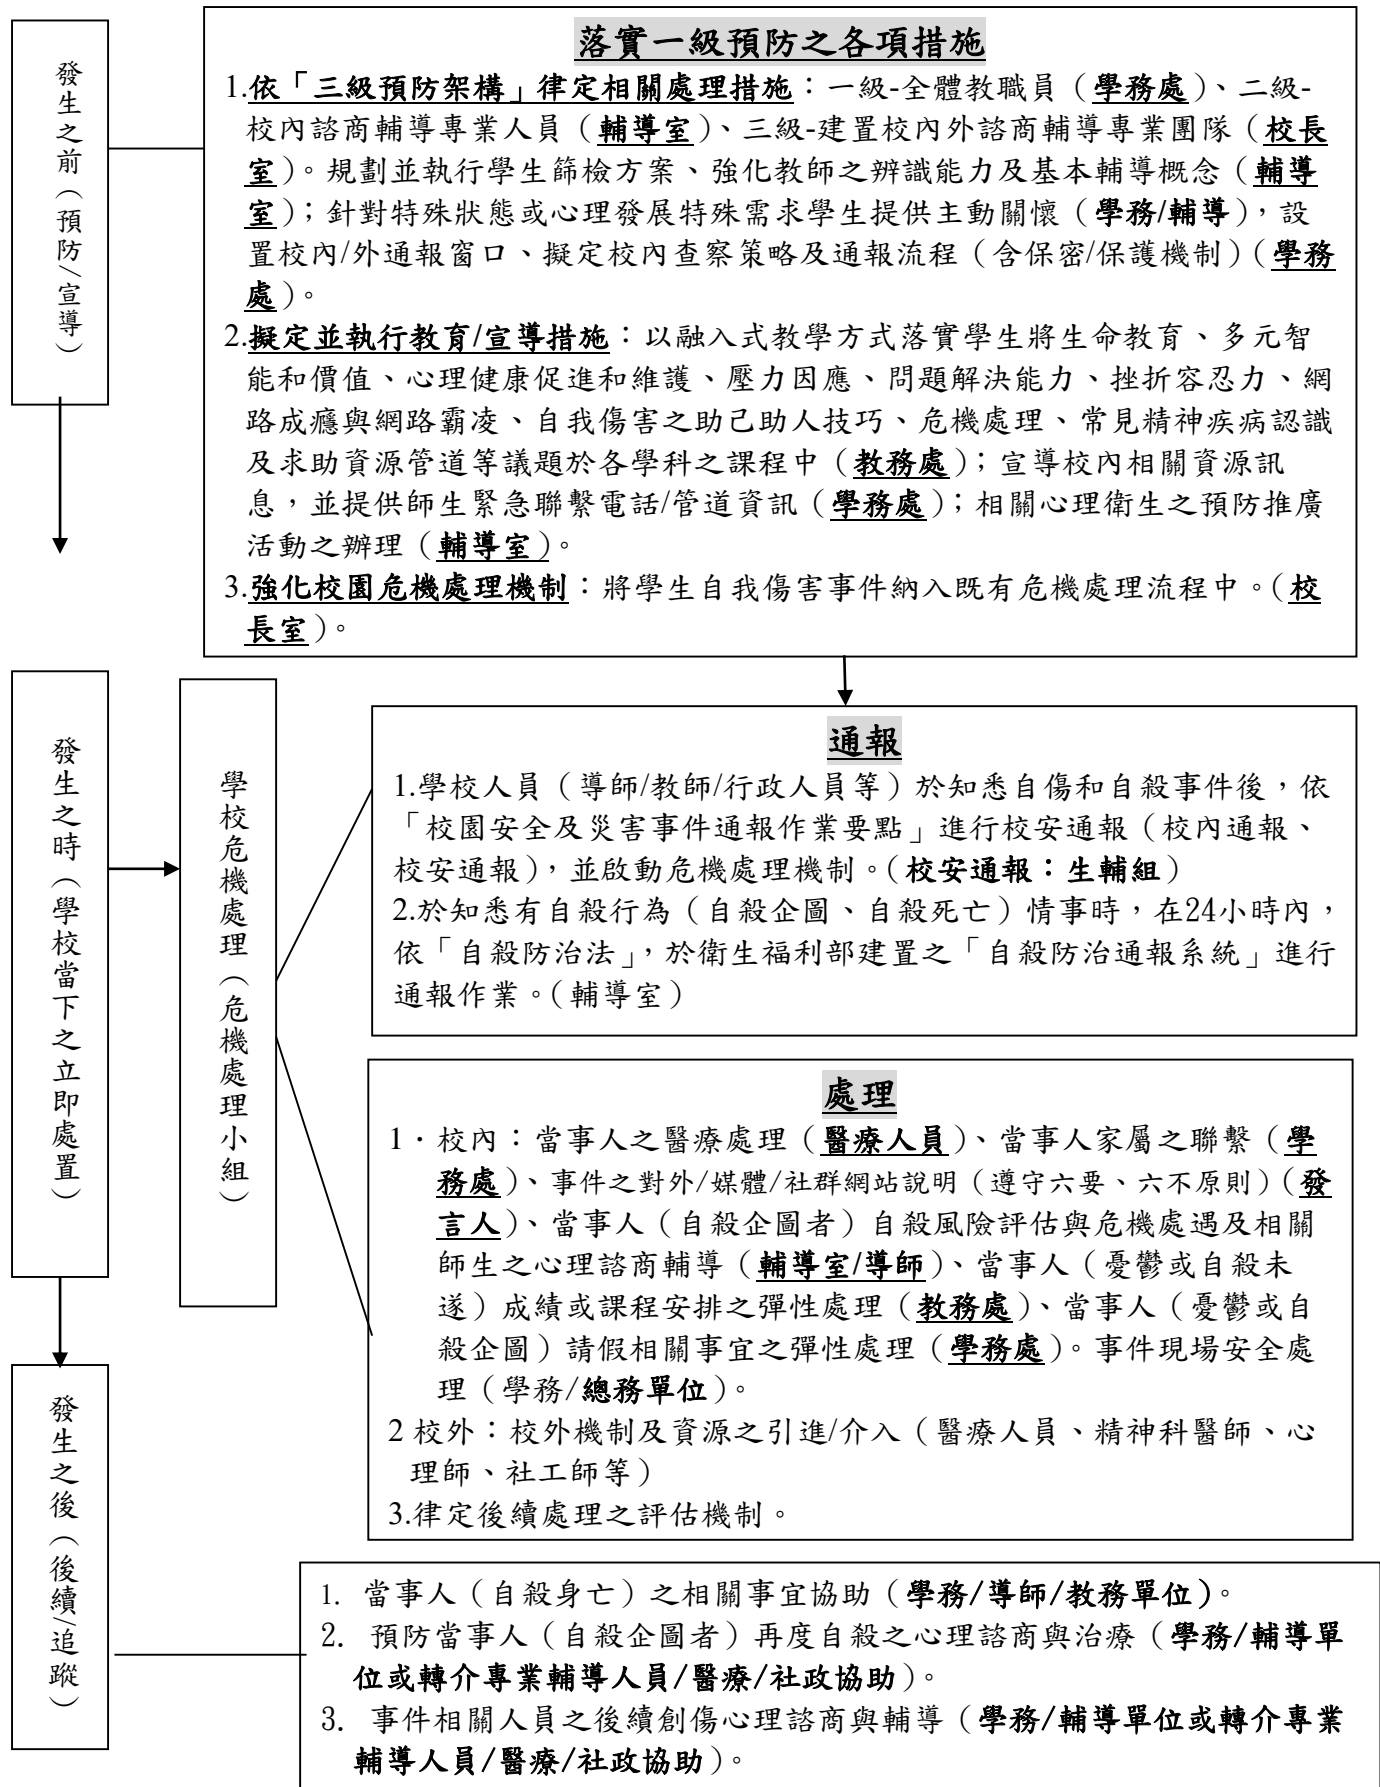 發生之前（預防/宣導）
落實一級預防之各項措施
1.依「三級預防架構」律定相關處理措施：一級-全體教職員（學務處）、二級-
校內諮商輔導專業人員（輔導室）、三級-建置校內外諮商輔導專業團隊（校長
室）。規劃並執行學生篩檢方案、強化教師之辨識能力及基本輔導概念（輔導
室）；針對特殊狀態或心理發展特殊需求學生提供主動關懷（學務/輔導），設
置校內/外通報窗口、擬定校內查察策略及通報流程（含保密/保護機制）（學務
處）。
2.擬定並執行教育/宣導措施：以融入式教學方式落實學生將生命教育、多元智
能和價值、心理健康促進和維護、壓力因應、問題解決能力、挫折容忍力、網
路成癮與網路霸凌、自我傷害之助己助人技巧、危機處理、常見精神疾病認識
及求助資源管道等議題於各學科之課程中（教務處）；宣導校內相關資源訊
息，並提供師生緊急聯繫電話/管道資訊（學務處）；相關心理衛生之預防推廣
活動之辦理（輔導室）。
3.強化校園危機處理機制：將學生自我傷害事件納入既有危機處理流程中。（校
長室）。
發生之時（學校當下之立即處置）
學校危機處理（危機處理小組）
通報
1.學校人員（導師/教師/行政人員等）於知悉自傷和自殺事件後，依
「校園安全及災害事件通報作業要點」進行校安通報（校內通報、
校安通報），並啟動危機處理機制。（校安通報：生輔組）
2.於知悉有自殺行為（自殺企圖、自殺死亡）情事時，在24小時內，
依「自殺防治法」，於衛生福利部建置之「自殺防治通報系統」進行
通報作業。（輔導室）
處理
1．校內：當事人之醫療處理（醫療人員）、當事人家屬之聯繫（學
務處）、事件之對外/媒體/社群網站說明（遵守六要、六不原則）（發
言人）、當事人（自殺企圖者）自殺風險評估與危機處遇及相關
師生之心理諮商輔導（輔導室/導師）、當事人（憂鬱或自殺未
遂）成績或課程安排之彈性處理（教務處）、當事人（憂鬱或自
殺企圖）請假相關事宜之彈性處理（學務處）。事件現場安全處
理（學務/總務單位）。
2 校外：校外機制及資源之引進/介入（醫療人員、精神科醫師、心
理師、社工師等）
3.律定後續處理之評估機制。
發生之後（後續/追蹤）
1. 當事人（自殺身亡）之相關事宜協助（學務/導師/教務單位）。
2. 預防當事人（自殺企圖者）再度自殺之心理諮商與治療（學務/輔導單
位或轉介專業輔導人員/醫療/社政協助）。
3. 事件相關人員之後續創傷心理諮商與輔導（學務/輔導單位或轉介專業
輔導人員/醫療/社政協助）。